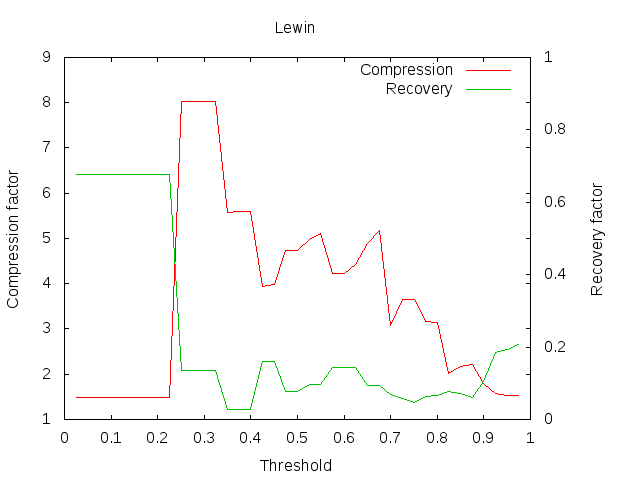 Lewin
Compression
Recovery
9
8
7
6
5
4
3
2
1
1
0.8
0.6
0.4
0.2
0
Compression factor
Recovery factor
0 0.1 0.2 0.3 0.4 0.5 0.6 0.7 0.8 0.9 1
Threshold